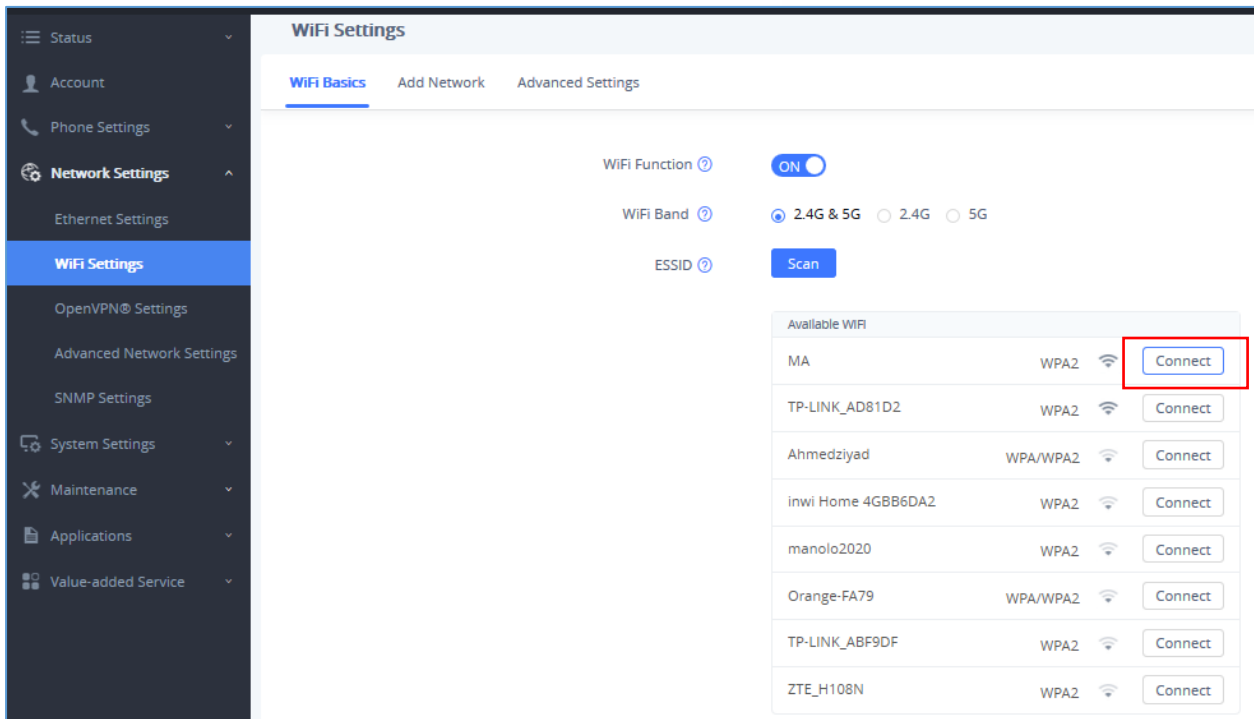 Status
Account
Phone Settings
Network Settings
Ethernet Settings
WiFi Settings
OpenVPN® Settings
Advanced Network Settings
SNMP Settings
System Settings
Maintenance
Applications
Value-added Service
WiFi Settings
WiFi Basics Add Network Advanced Settings
WiFi Function ? ON
WiFi Band ? 2.4G & 5G 2.4G 5G
ESSID ? Scan
Available WIFI
MA WPA2 Connect
TP-LINK_AD81D2 WPA2 Connect
Ahmedziyad WPA/WPA2 Connect
inwi Home 4GBB6DA2 WPA2 Connect
manolo2020 WPA2 Connect
Orange-FA79 WPA/WPA2 Connect
TP-LINK_ABF9DF WPA2 Connect
ZTE_H108N WPA2 Connect